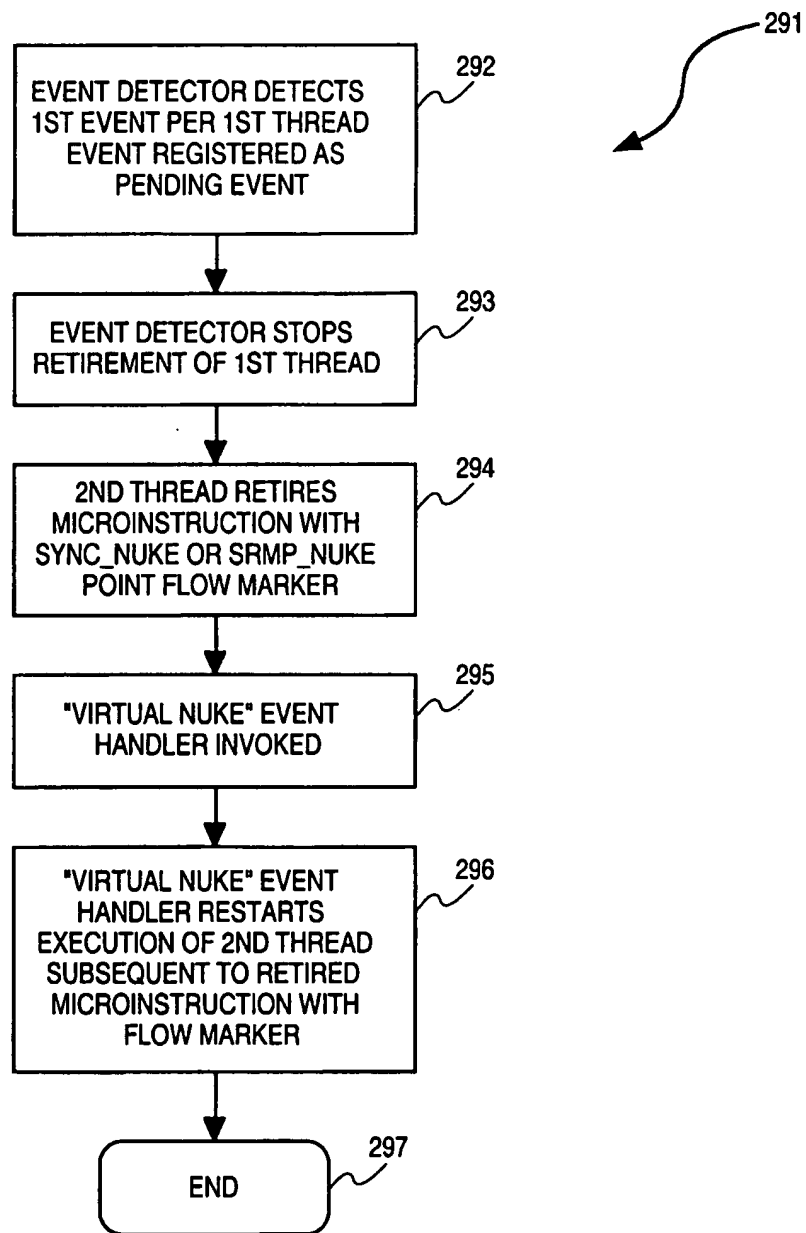 291
292
EVENT DETECTOR DETECTS
1ST EVENT PER 1ST THREAD
EVENT REGISTERED AS
PENDING EVENT
293
EVENT DETECTOR STOPS
RETIREMENT OF 1ST THREAD
294
2ND THREAD RETIRES
MICROINSTRUCTION WITH
SYNC_NUKE OR SRMP_NUKE
POINT FLOW MARKER
295
"VIRTUAL NUKE" EVENT
HANDLER INVOKED
296
"VIRTUAL NUKE" EVENT
HANDLER RESTARTS
EXECUTION OF 2ND THREAD
SUBSEQUENT TO RETIRED
MICROINSTRUCTION WITH
FLOW MARKER
297
END